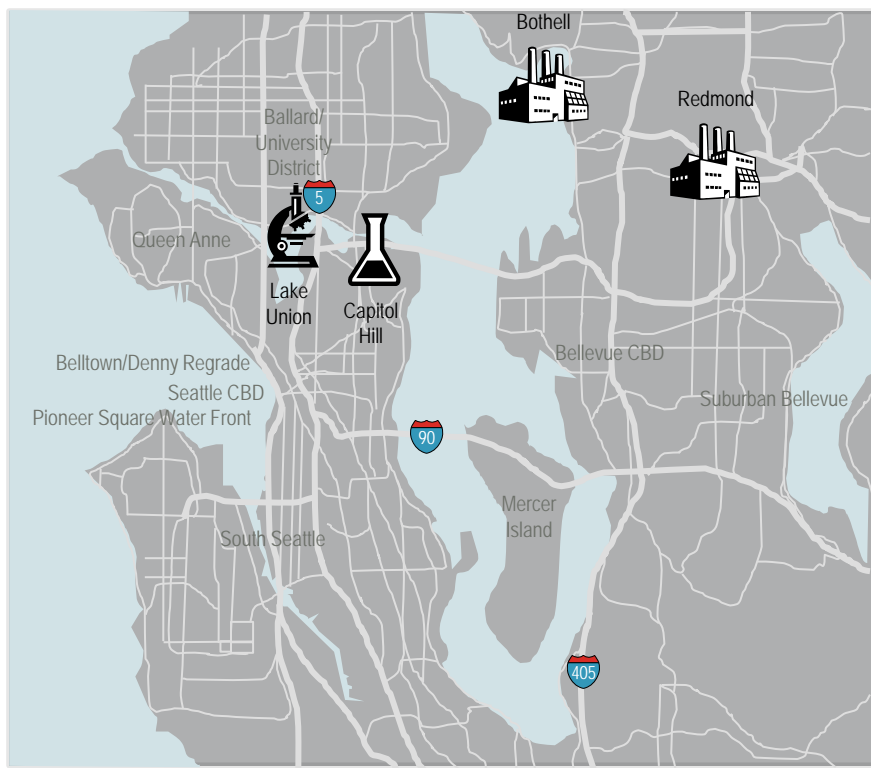 Bothell
Redmond
Ballard/
University
District
5
Queen Anne
Lake
Union
Capitol
Hill
Belltown/Denny Regrade
Bellevue CBD
Seattle CBD
Suburban Bellevue
Pioneer Square Water Front
90
Mercer
Island
South Seattle
405